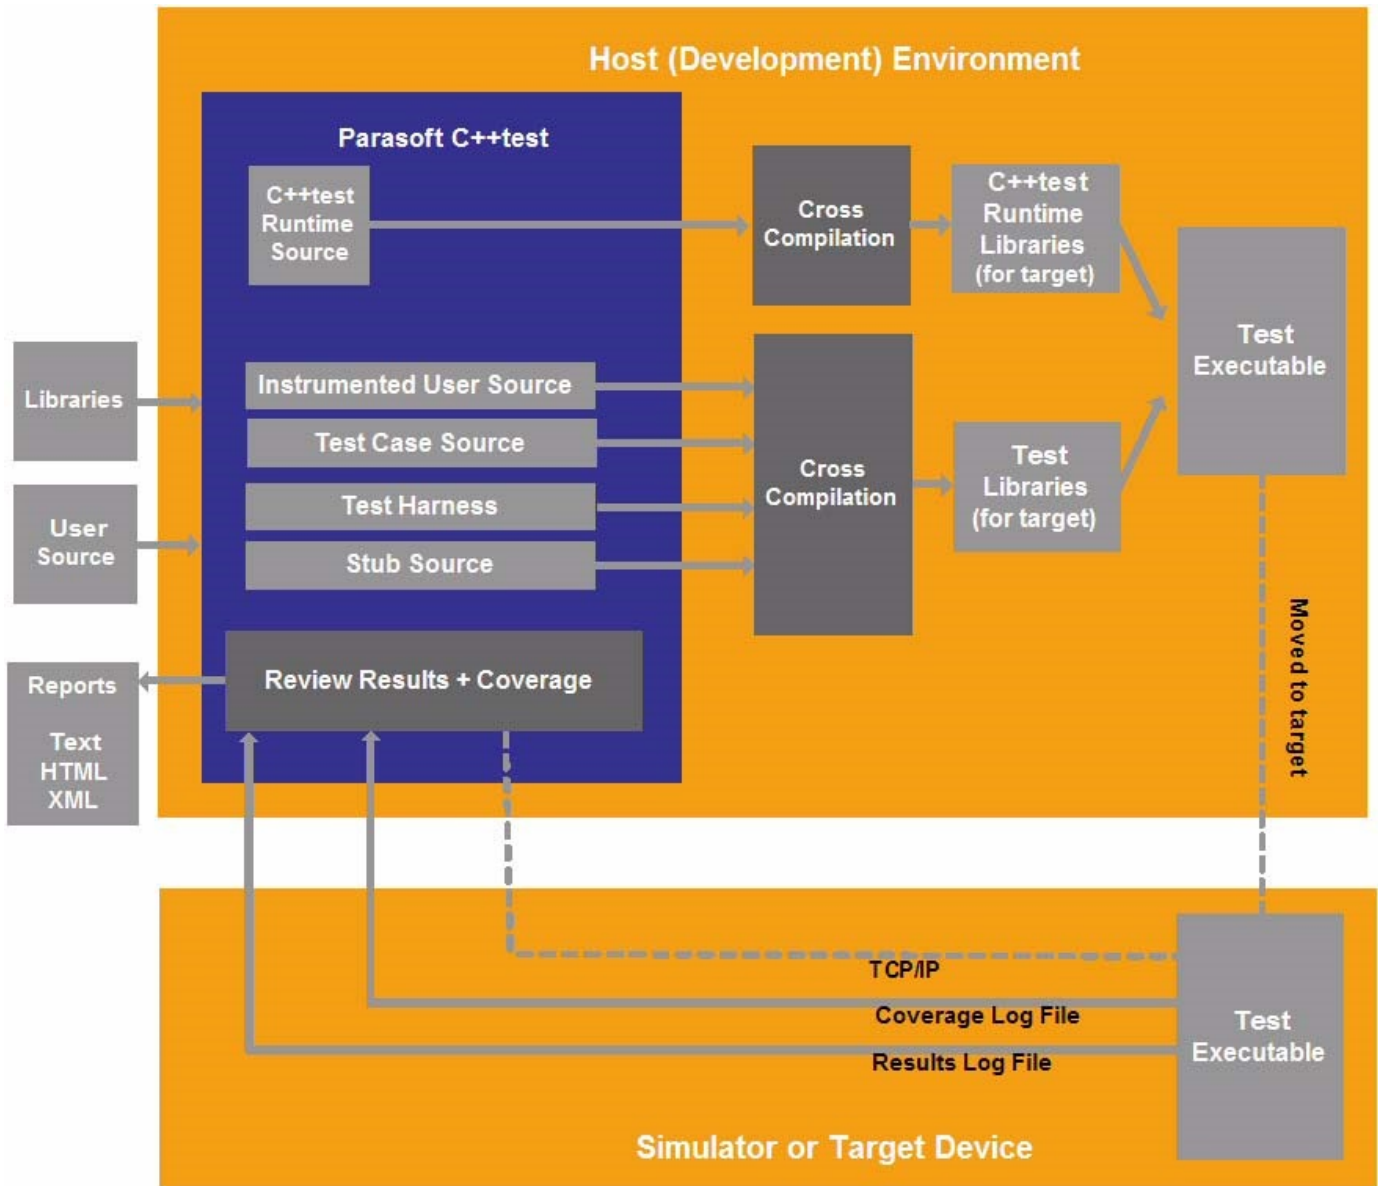 Host (Development) Environment
Parasoft C++test
C++test
Runtime
Source
Cross
Compilation
C++test
Runtime
Libraries
(for target)
Test
Executable
Libraries
User
Source
Instrumented User Source
Test Case Source
Test Harness
Stub Source
Cross
Compilation
Test
Libraries
(for target)
Review Results + Coverage
Reports
Text
HTML
XML
Moved to target
TCP/IP
Coverage Log File
Results Log File
Test
Executable
Simulator or Target Device